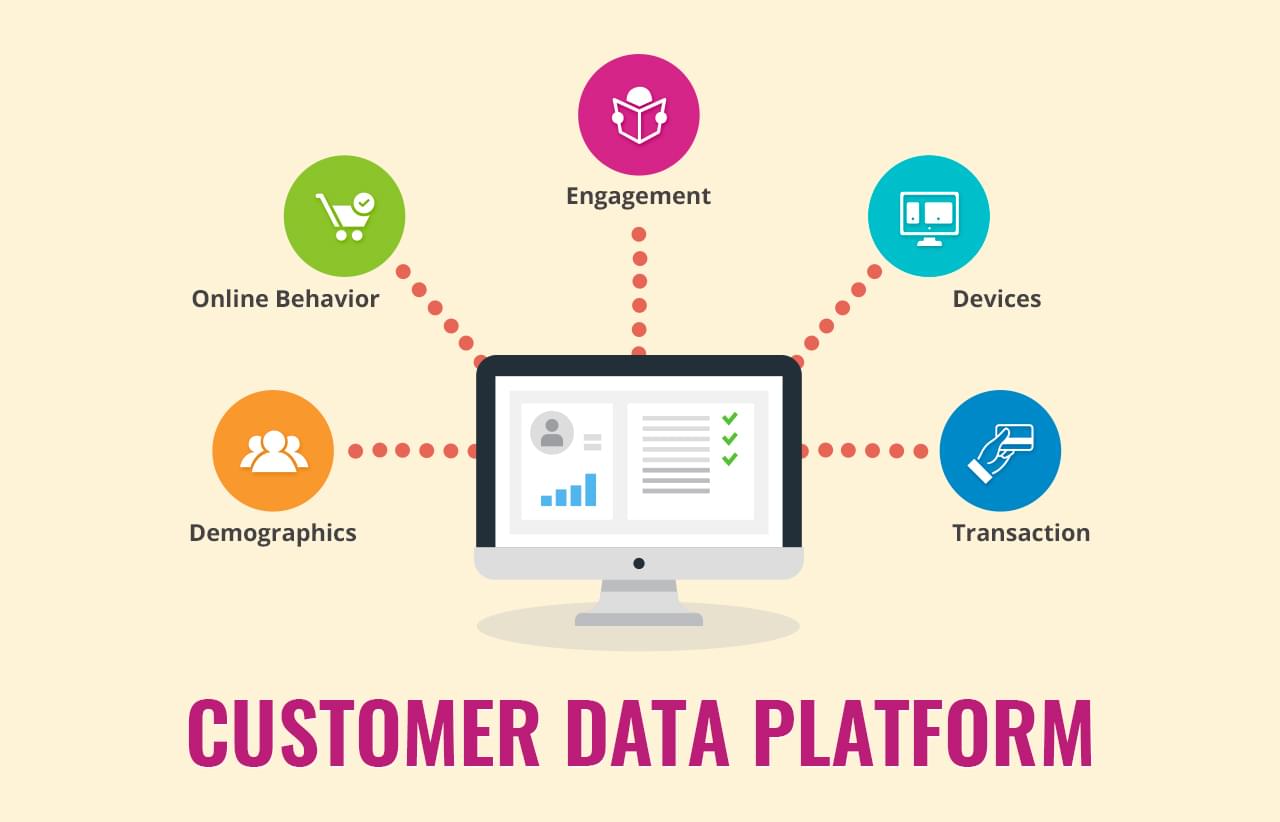 Engagement
Online Behavior
Devices
Demographics
Transaction
CUSTOMER DATA PLATFORM